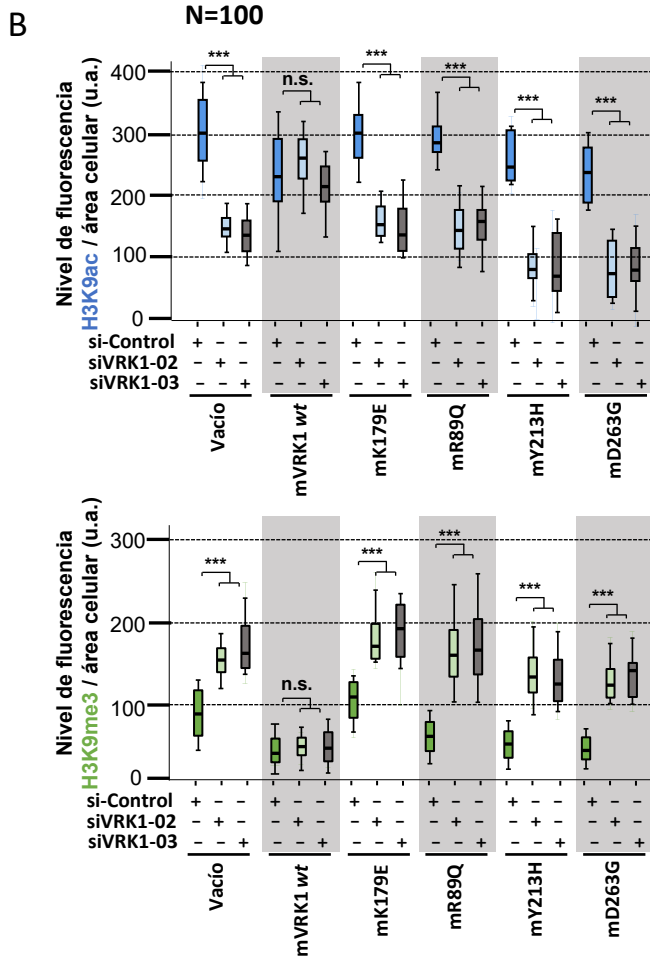 B
N=100
Nivel de fluorescencia
H3K9ac / área celular (u.a.)
400
300
200
100
0
***
n.s.
***
***
***
***
si-Control + − − + − − + − − + − − + − − + − −
siVRK1-02 − + − − + − − + − − + − − + − − + −
siVRK1-03 − − + − − + − − + − − + − − + − − +
Vacío
mVRK1 wt
mK179E
mR89Q
mY213H
mD263G
Nivel de fluorescencia
H3K9me3 / área celular (u.a.)
300
200
100
0
***
n.s.
***
***
***
***
si-Control + − − + − − + − − + − − + − − + − −
siVRK1-02 − + − − + − − + − − + − − + − − + −
siVRK1-03 − − + − − + − − + − − + − − + − − +
Vacío
mVRK1 wt
mK179E
mR89Q
mY213H
mD263G